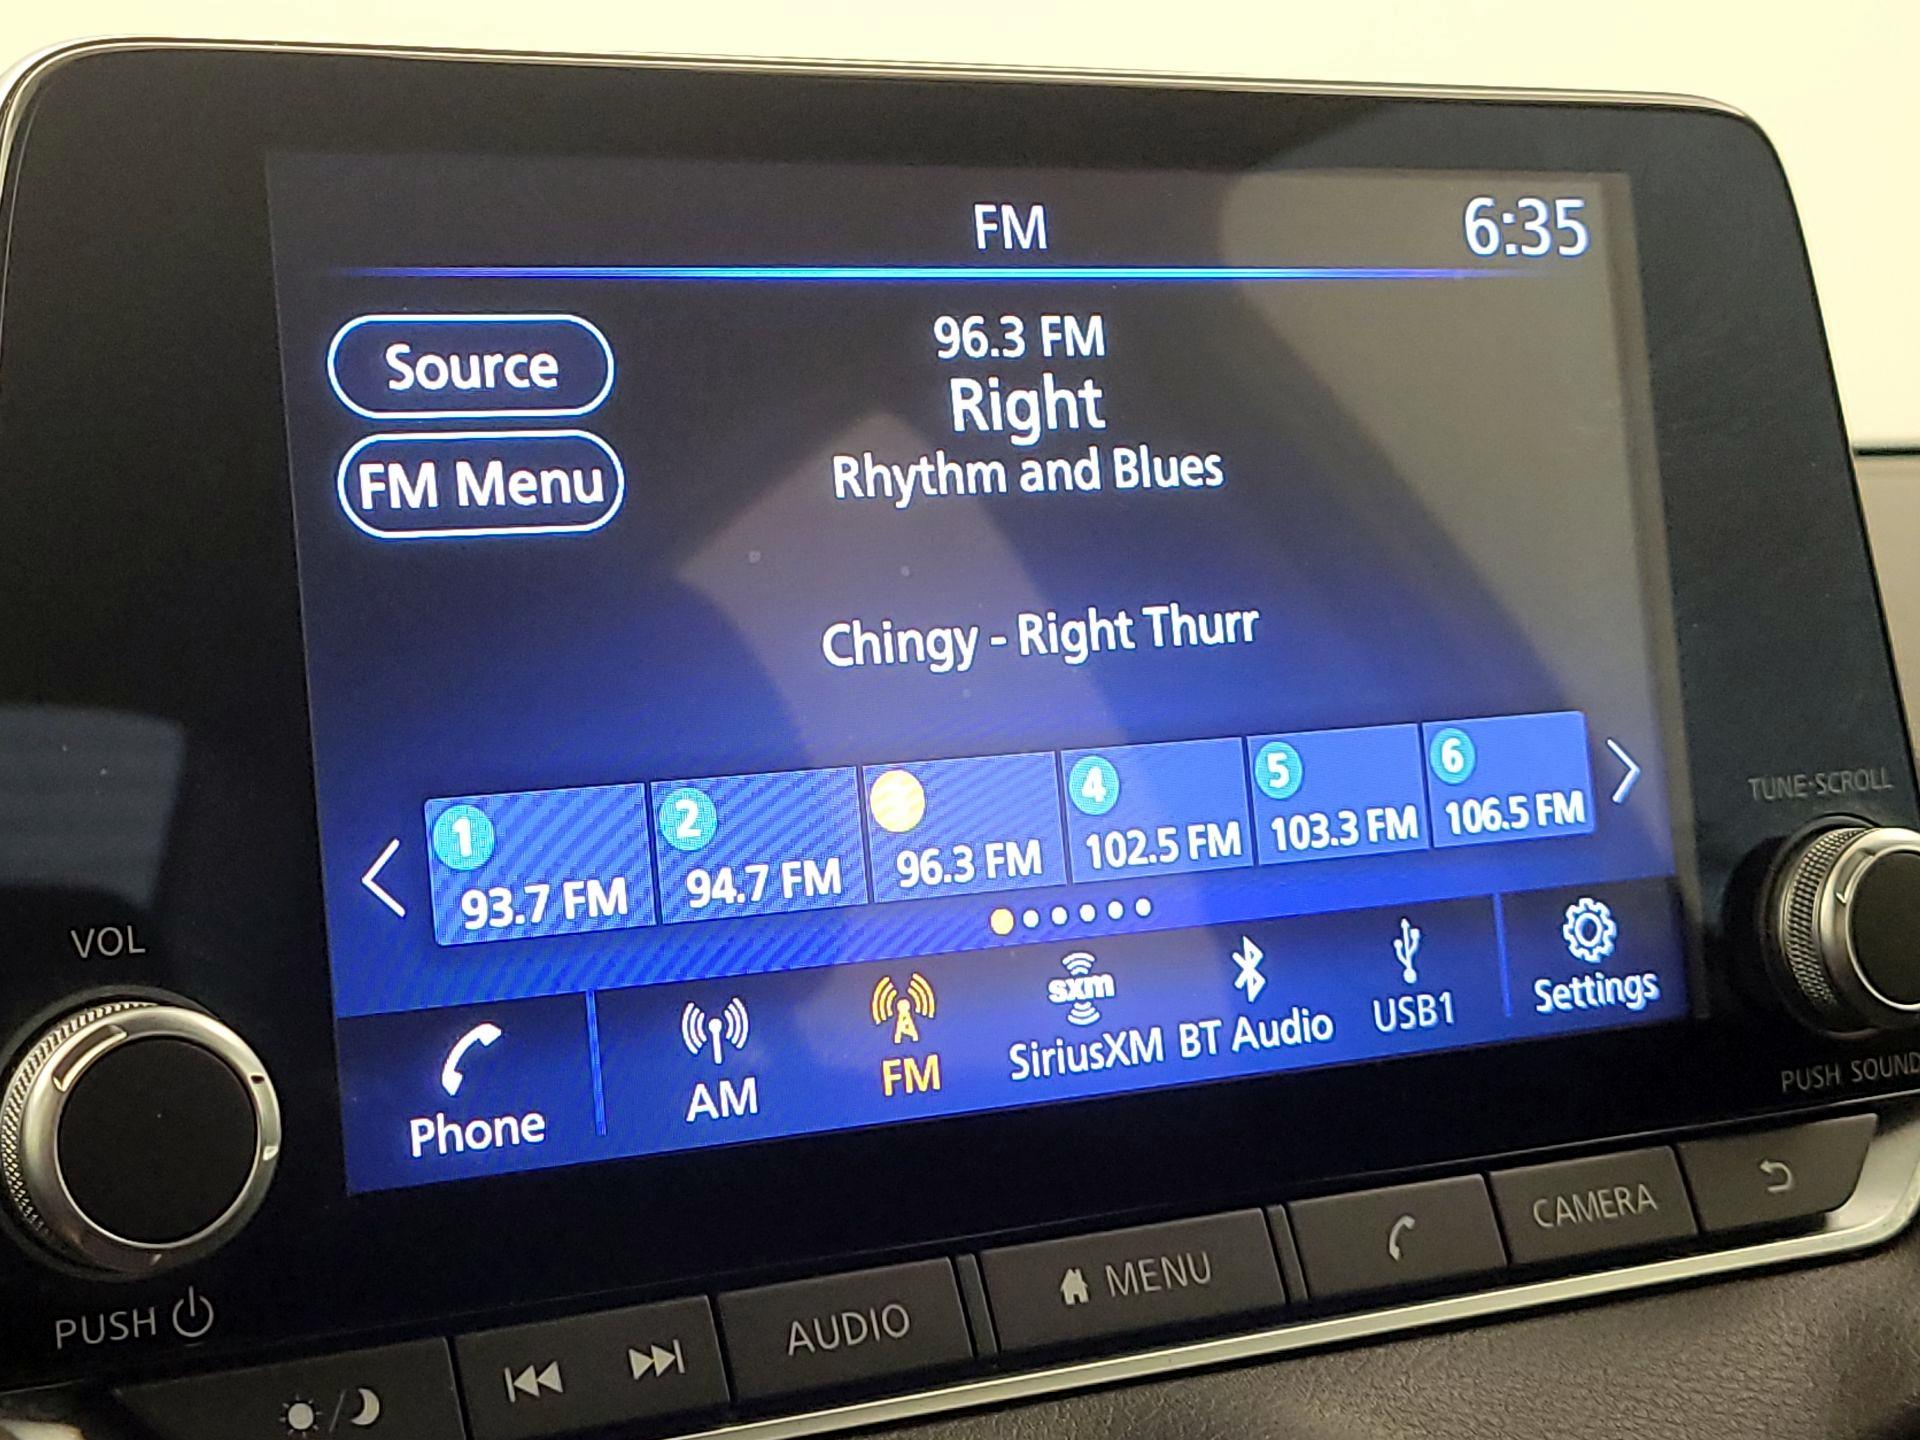 FM
6:35
Source
96.3 FM
Right
FM Menu
Rhythm and Blues
Chingy - Right Thurr
1
2
3
4
5
6
93.7 FM
94.7 FM
96.3 FM
102.5 FM
103.3 FM
106.5 FM
TUNE·SCROLL
VOL
Phone
AM
FM
sxm
SiriusXM
BT Audio
USB1
Settings
PUSH SOUND
PUSH
AUDIO
MENU
CAMERA